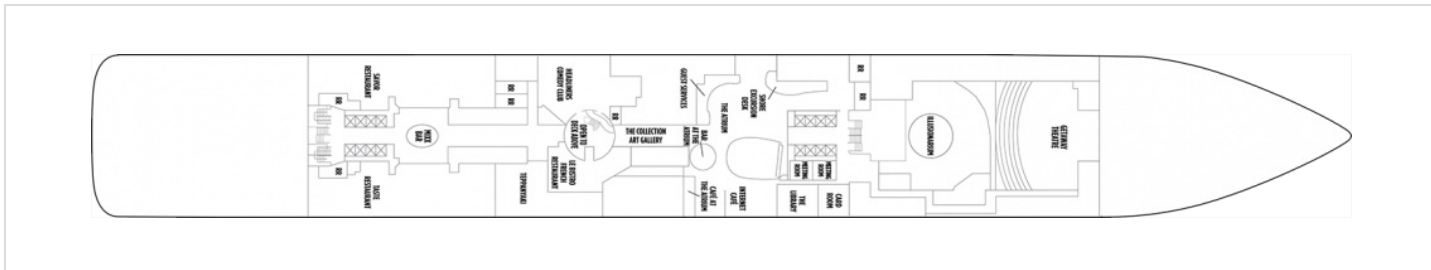 SAVOR
RESTAURANT
RR
MIXX
BAR
RR
TASTE
RESTAURANT
RR
RR
HEADLINERS
COMEDY CLUB
OPEN TO
DECK ABOVE
RR
LE BISTRO
FRENCH
RESTAURANT
TEPPANYAKI
THE COLLECTION
ART GALLERY
GUEST SERVICES
THE ATRIUM
BAR
AT THE
ATRIUM
CAFÉ AT
THE ATRIUM
INTERNET
CAFÉ
SHORE
EXCURSION
DESK
MEETING
ROOM
MEETING
ROOM
THE
LIBRARY
CARD
ROOM
RR
RR
ILLUSIONARIUM
GETAWAY
THEATRE